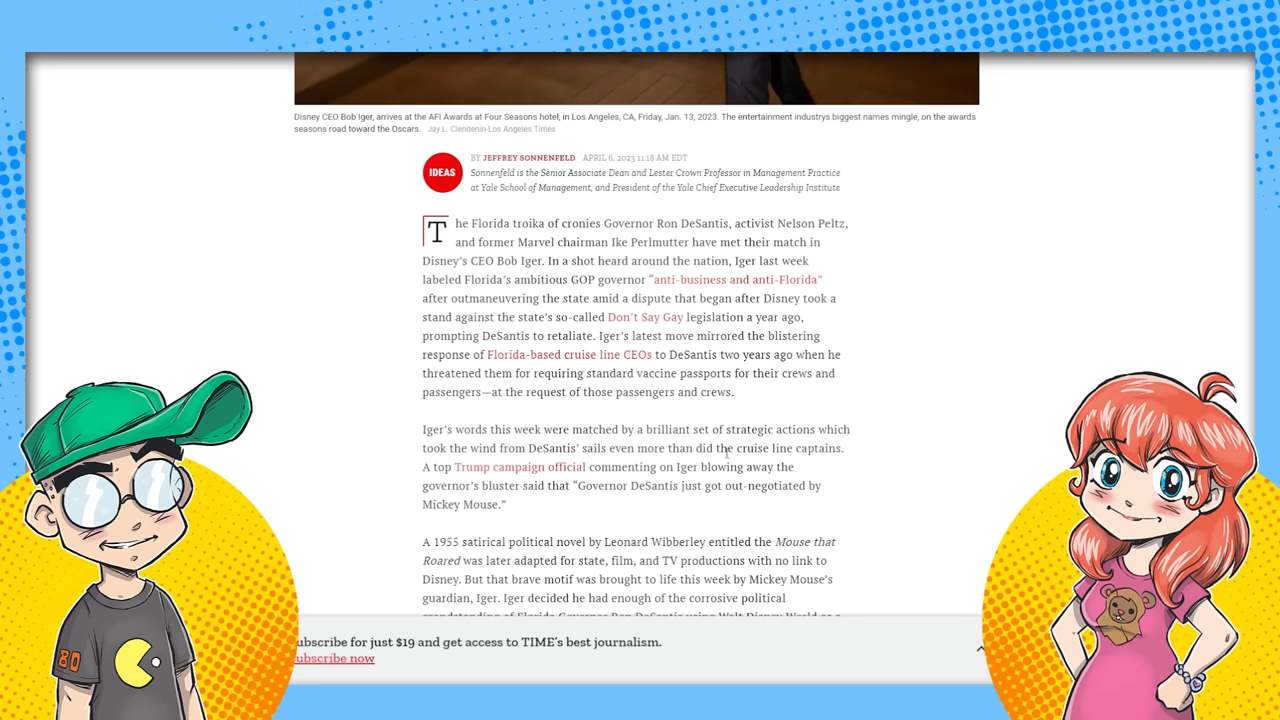 Disney CEO Bob Iger, arrives at the AFI Awards at Four Seasons hotel, in Los Angeles, CA, Friday, Jan. 13, 2023. The entertainment industrys biggest names mingle, on the awards
seasons road toward the Oscars. Jay L. Clendenin-Los Angeles Times
IDEAS
BY JEFFREY SONNENFELD APRIL 6, 2023 11:18 AM EDT
Sonnenfeld is the Senior Associate Dean and Lester Crown Professor in Management Practice
at Yale School of Management, and President of the Yale Chief Executive Leadership Institute
The Florida troika of cronies Governor Ron DeSantis, activist Nelson Peltz,
and former Marvel chairman Ike Perlmutter have met their match in
Disney's CEO Bob Iger. In a shot heard around the nation, Iger last week
labeled Florida's ambitious GOP governor “anti-business and anti-Florida”
after outmaneuvering the state amid a dispute that began after Disney took a
stand against the state's so-called Don't Say Gay legislation a year ago,
prompting DeSantis to retaliate. Iger's latest move mirrored the blistering
response of Florida-based cruise line CEOs to DeSantis two years ago when he
threatened them for requiring standard vaccine passports for their crews and
passengers—at the request of those passengers and crews.
Iger's words this week were matched by a brilliant set of strategic actions which
took the wind from DeSantis' sails even more than did the cruise line captains.
A top Trump campaign official commenting on Iger blowing away the
governor's bluster said that “Governor DeSantis just got out-negotiated by
Mickey Mouse.”
A 1955 satirical political novel by Leonard Wibberley entitled the Mouse that
Roared was later adapted for state, film, and TV productions with no link to
Disney. But that brave motif was brought to life this week by Mickey Mouse's
guardian, Iger. Iger decided he had enough of the corrosive political
grandstanding of Florida Governor Ron DeSantis using Walt Disney World as a
ubscribe for just $19 and get access to TIME's best journalism.
ubscribe now
80